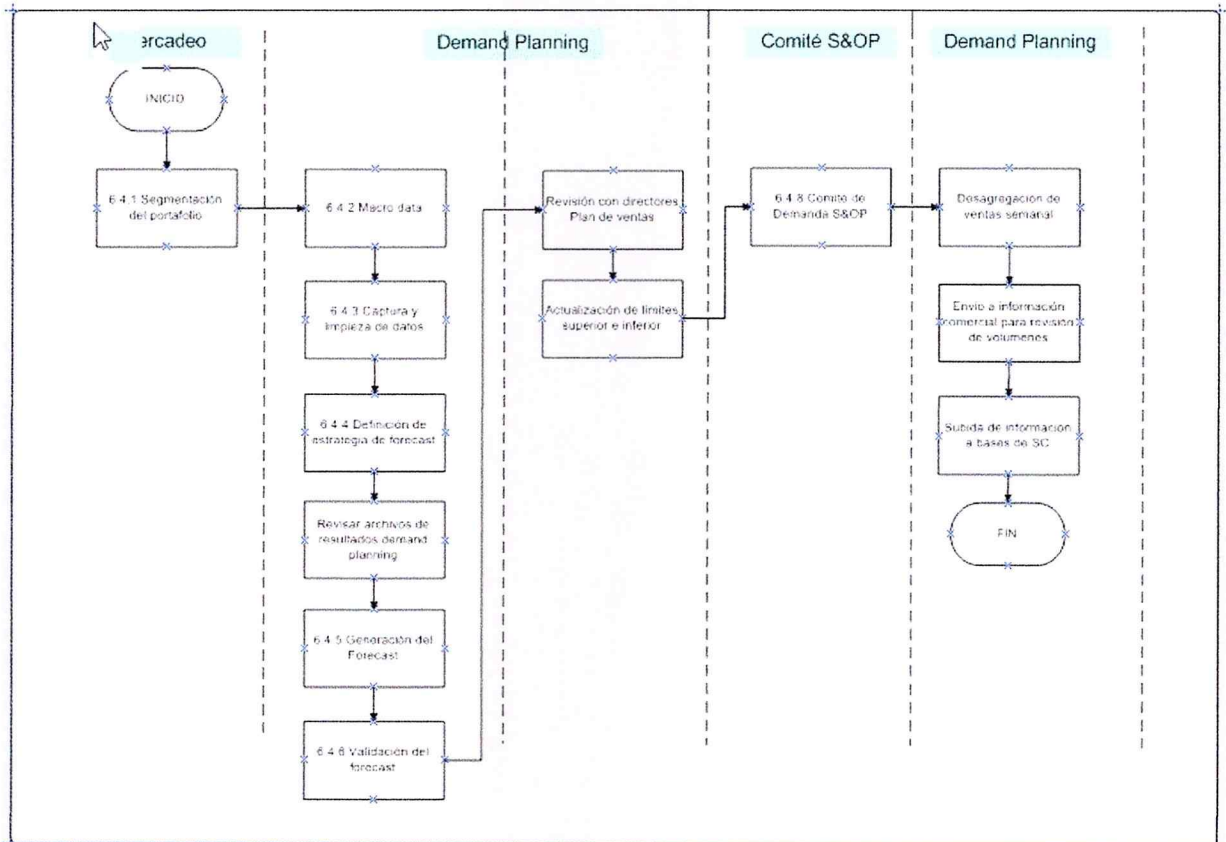 ercadeo
Demand Planning
Comité S&OP
Demand Planning
INICIO
6.4.1 Segmentación
del portafolio
6.4.2 Macro data
6.4.3 Captura y
limpieza de datos
6.4.4 Definición de
estrategia de forecast
Revisar archivos de
resultados demand
planning
6.4.5 Generación del
Forecast
6.4.6 Validación del
forecast
Revisión con directores
Plan de ventas
Actualización de límites
superior e inferior
6.4.8 Comité de
Demanda S&OP
Desagregación de
ventas semanal
Envío a información
comercial para revisión
de volúmenes
Subida de información
a bases de SC
FIN